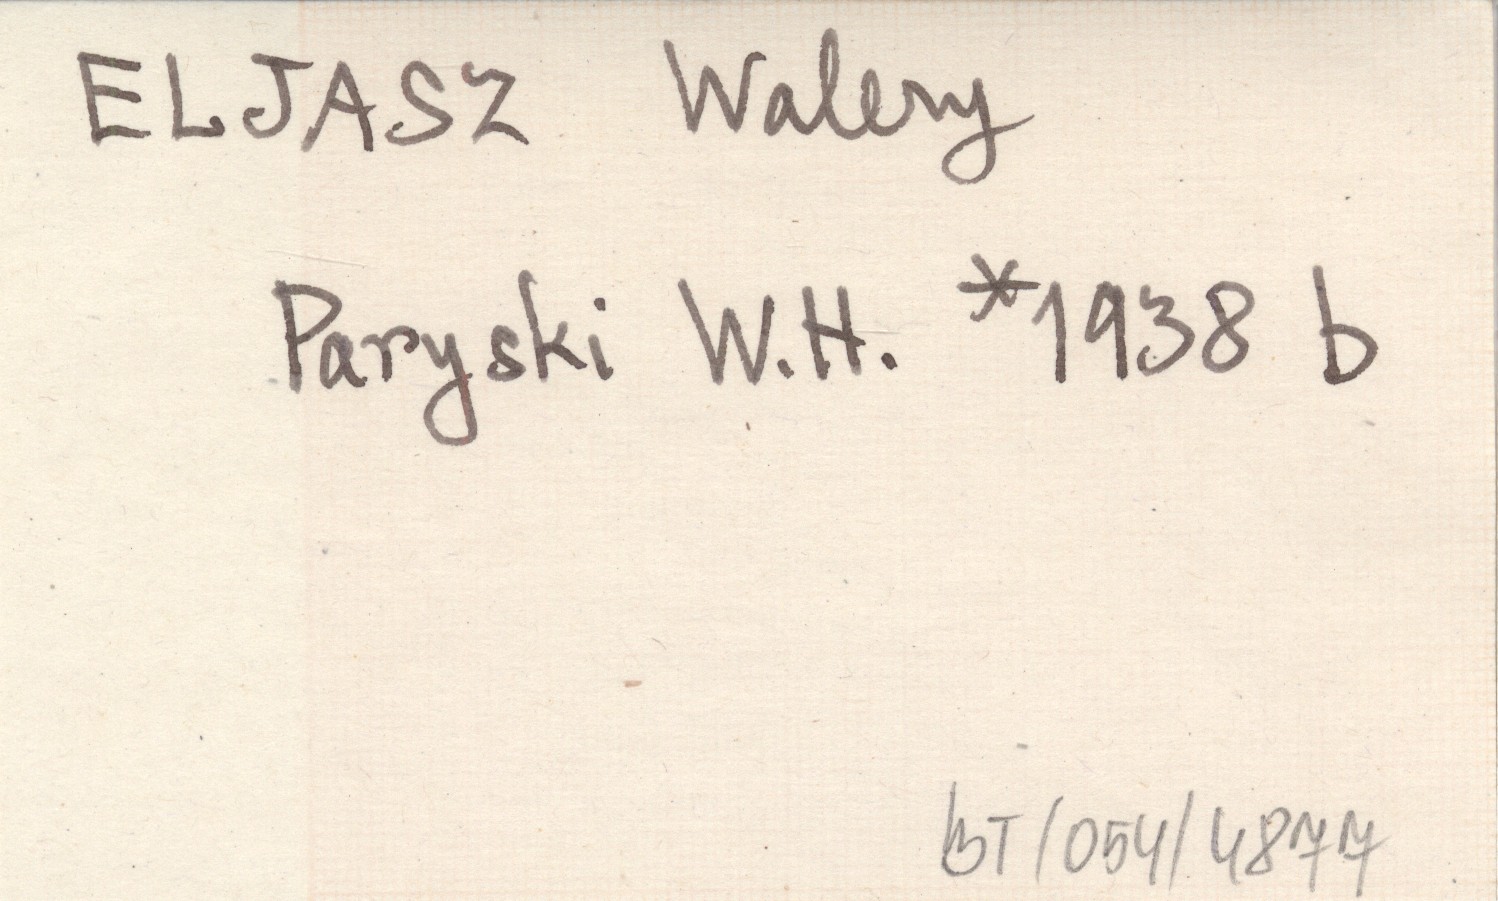 ELJASZ Walery
Paryski W.H. *1938 b
BT/054/4877